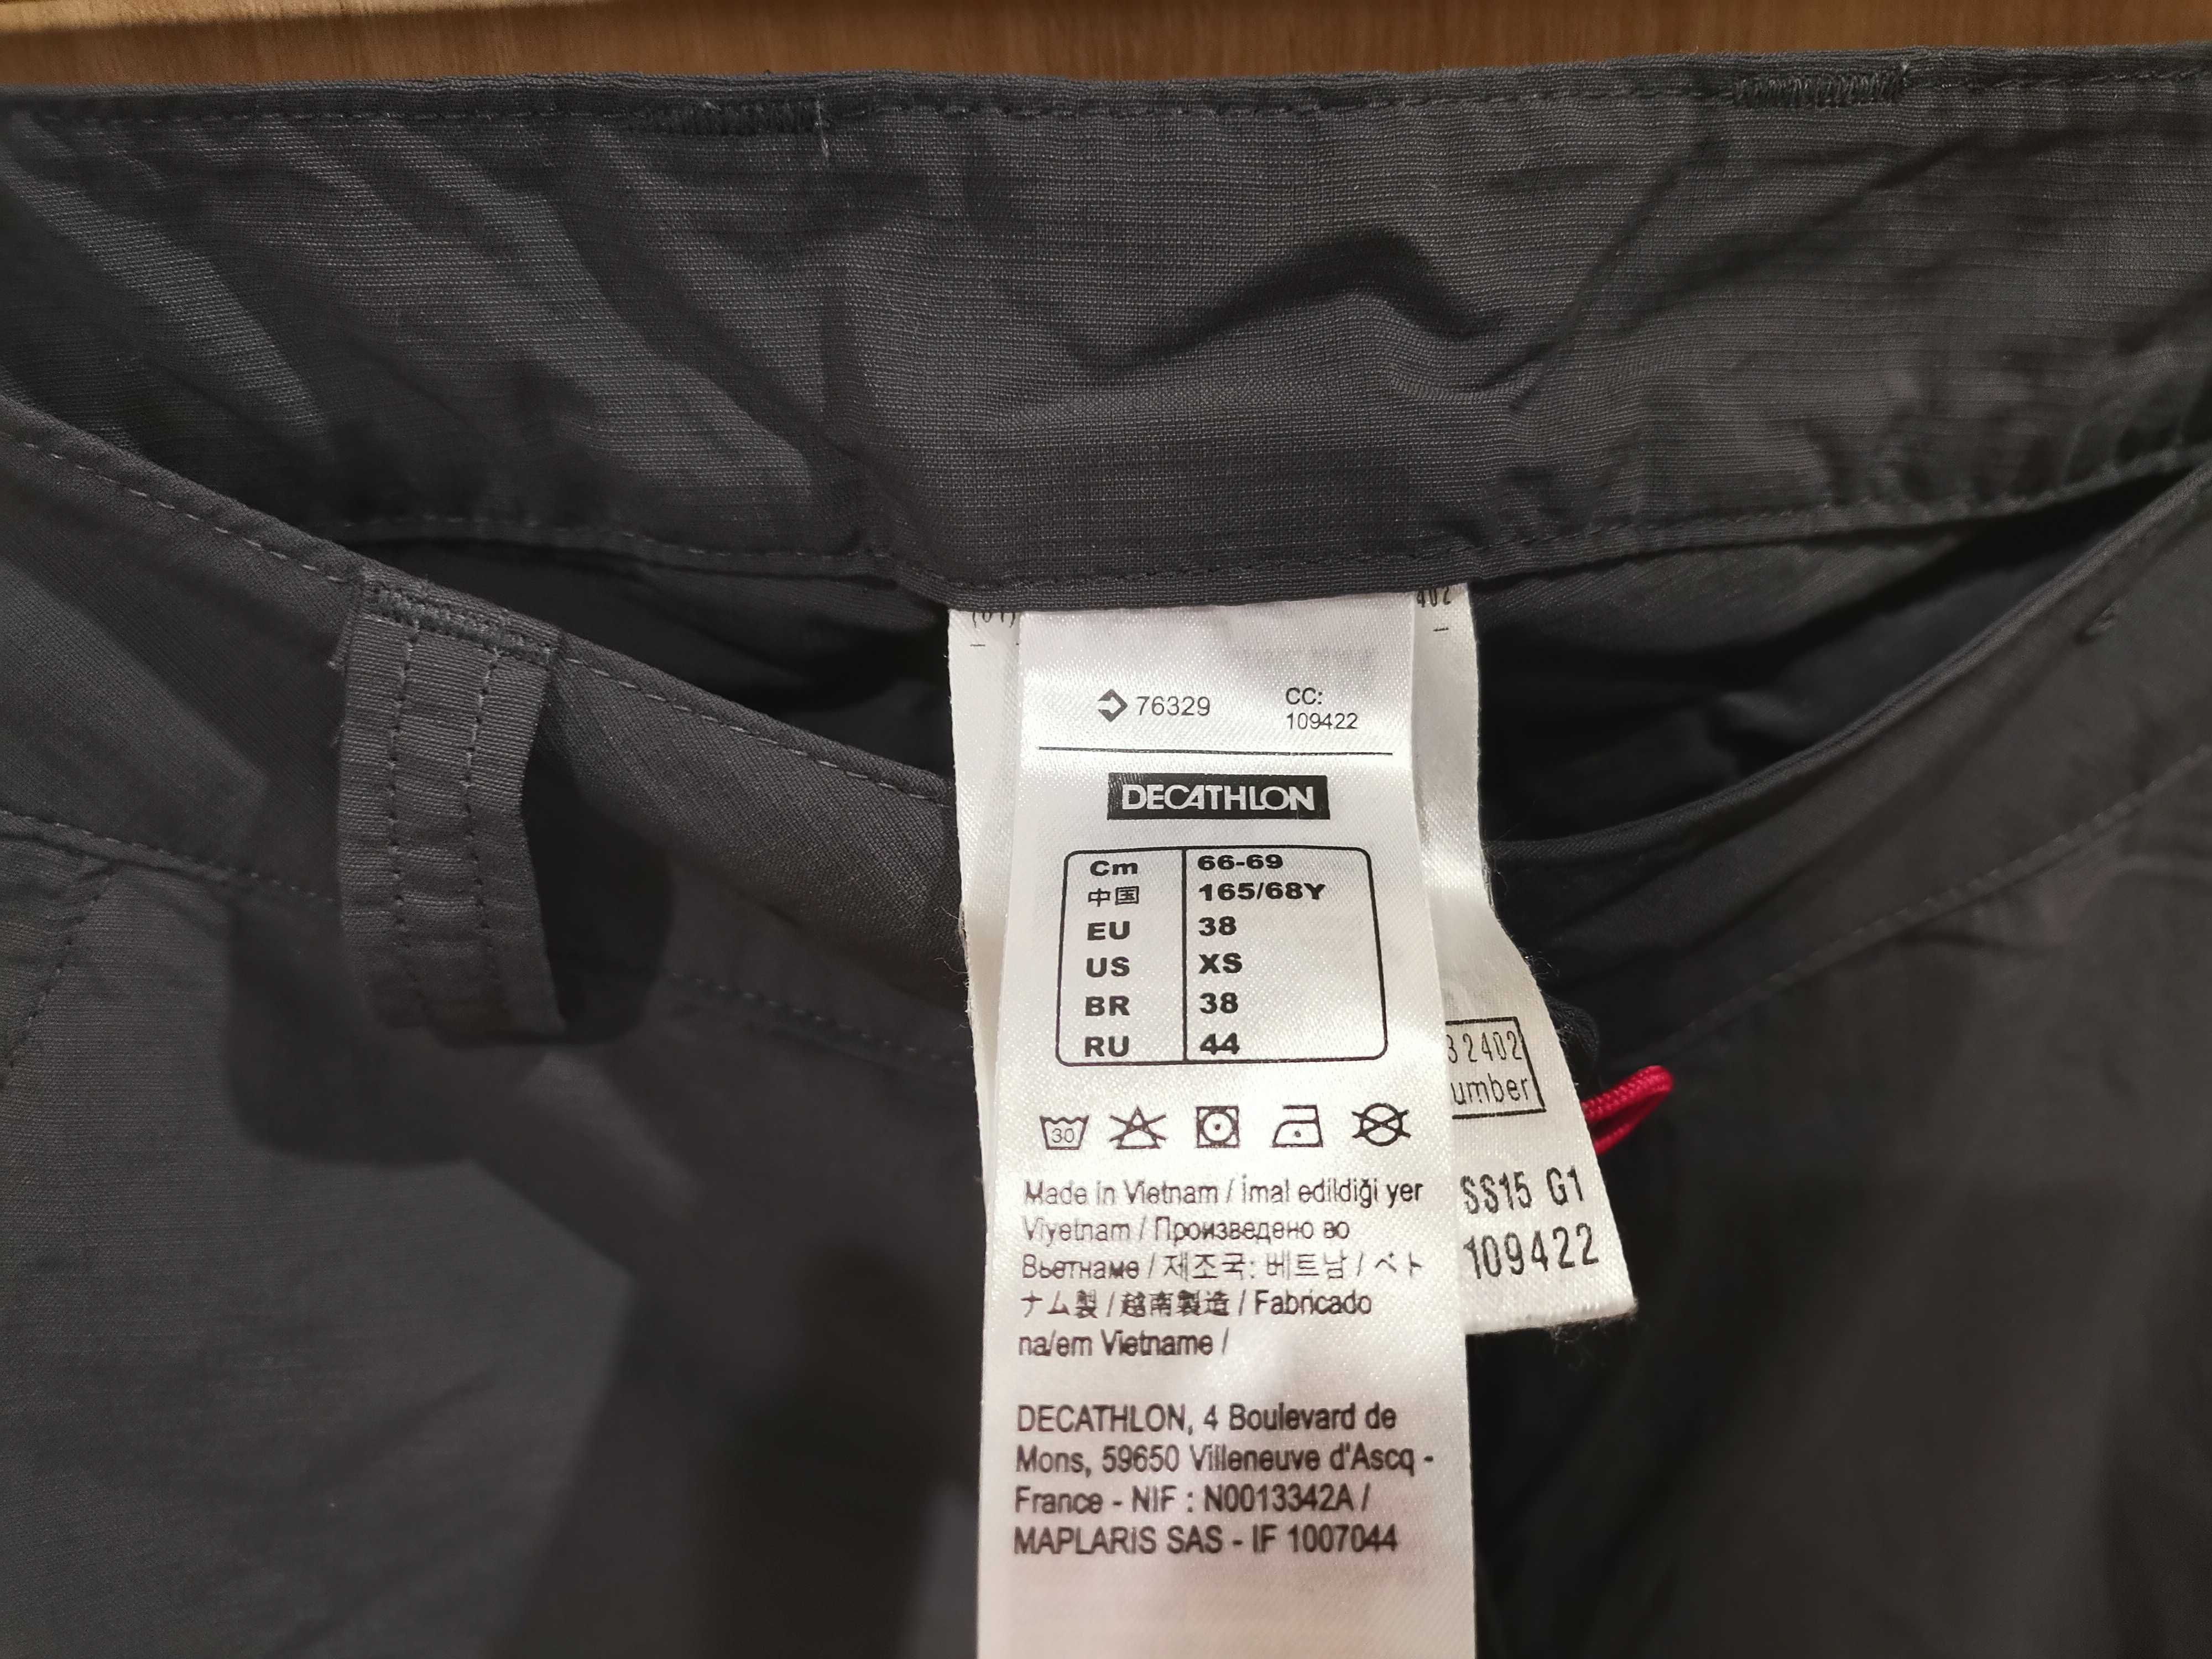 402
76329
CC:
109422
DECATHLON
Cm 66-69
中国 165/68Y
EU 38
US XS
BR 38
RU 44
30
Made in Vietnam / İmal edildiği yer
Viyetnam / Произведено во
Вьетнаме / 제조국: 베트남 / ベト
ナム製 / 越南製造 / Fabricado
na/em Vietname /
DECATHLON, 4 Boulevard de
Mons, 59650 Villeneuve d'Ascq -
France - NIF : N0013342A /
MAPLARIS SAS - IF 1007044
32402
umber
SS15 G1
109422